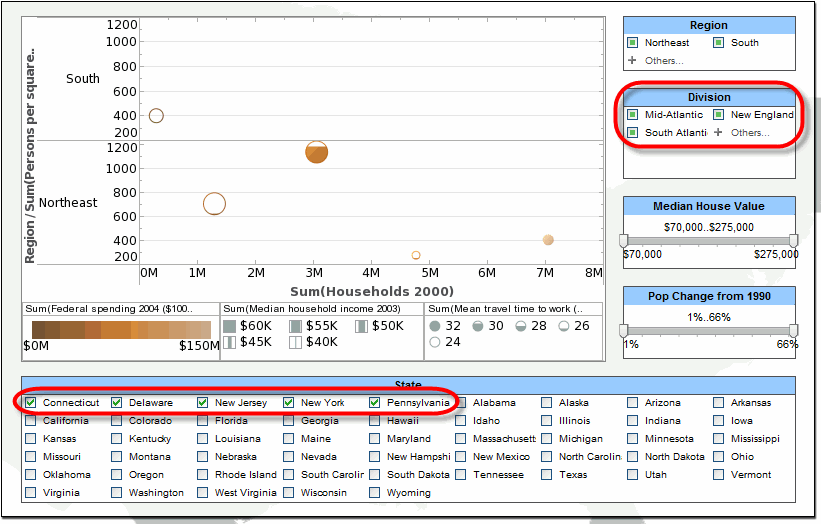 Region / Sum(Persons per square..
South
1200
1000
800
600
400
200
Northeast
1200
1000
800
600
400
200
0M 1M 2M 3M 4M 5M 6M 7M 8M
Sum(Households 2000)
Sum(Federal spending 2004 ($100..
$0M $150M
Sum(Median household income 2003)
$60K $55K $50K
$45K $40K
Sum(Mean travel time to work (..
32 30 28 26
24
Region
Northeast South
Others...
Division
Mid-Atlantic New England
South Atlanti Others...
Median House Value
$70,000..$275,000
$70,000 $275,000
Pop Change from 1990
1%..66%
1% 66%
State
Connecticut Delaware New Jersey New York Pennsylvania Alabama Alaska Arizona Arkansas
California Colorado Florida Georgia Hawaii Idaho Illinois Indiana Iowa
Kansas Kentucky Louisiana Maine Maryland Massachusett Michigan Minnesota Mississippi
Missouri Montana Nebraska Nevada New Hampshi New Mexico North Carolin North Dakota Ohio
Oklahoma Oregon Rhode Island South Carolin South Dakota Tennessee Texas Utah Vermont
Virginia Washington West Virginia Wisconsin Wyoming